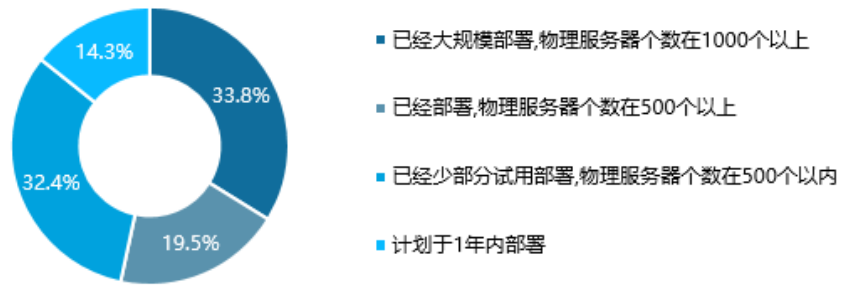 14.3%
33.8%
32.4%
19.5%
已经大规模部署,物理服务器个数在1000个以上
已经部署,物理服务器个数在500个以上
已经少部分试用部署,物理服务器个数在500个以内
计划于1年内部署